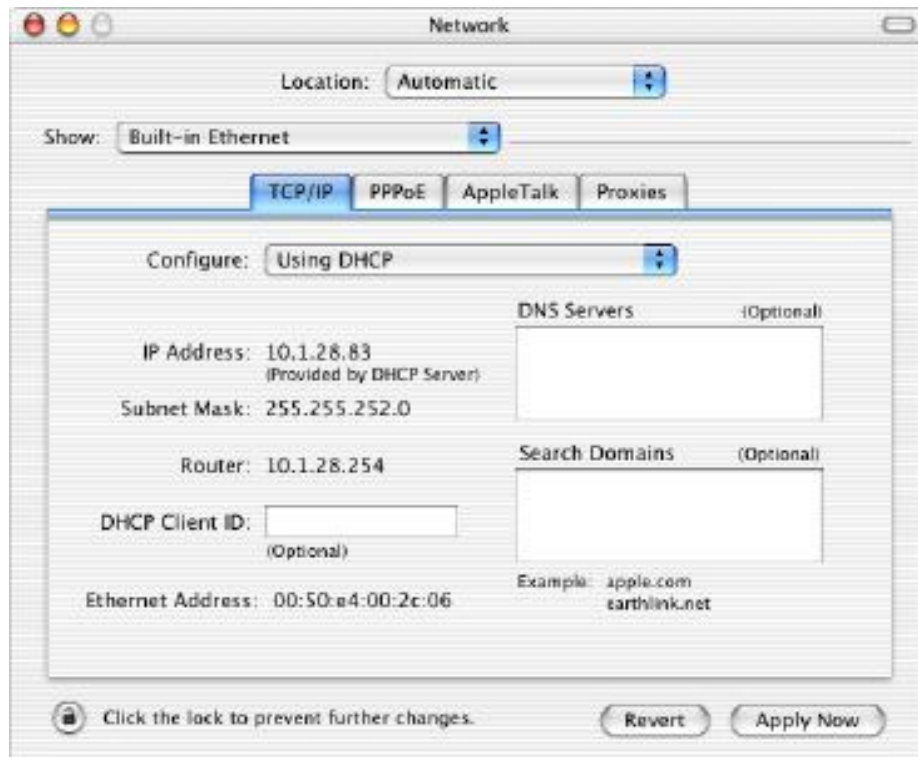 Network
Location: Automatic
Show: Built-in Ethernet
TCP/IP PPPoE AppleTalk Proxies
Configure: Using DHCP
DNS Servers (Optional)
IP Address: 10.1.28.83
(Provided by DHCP Server)
Subnet Mask: 255.255.252.0
Router: 10.1.28.254
Search Domains (Optional)
DHCP Client ID:
(Optional)
Example: apple.com
earthlink.net
Ethernet Address: 00:50:e4:00:2c:06
Click the lock to prevent further changes.
Revert Apply Now